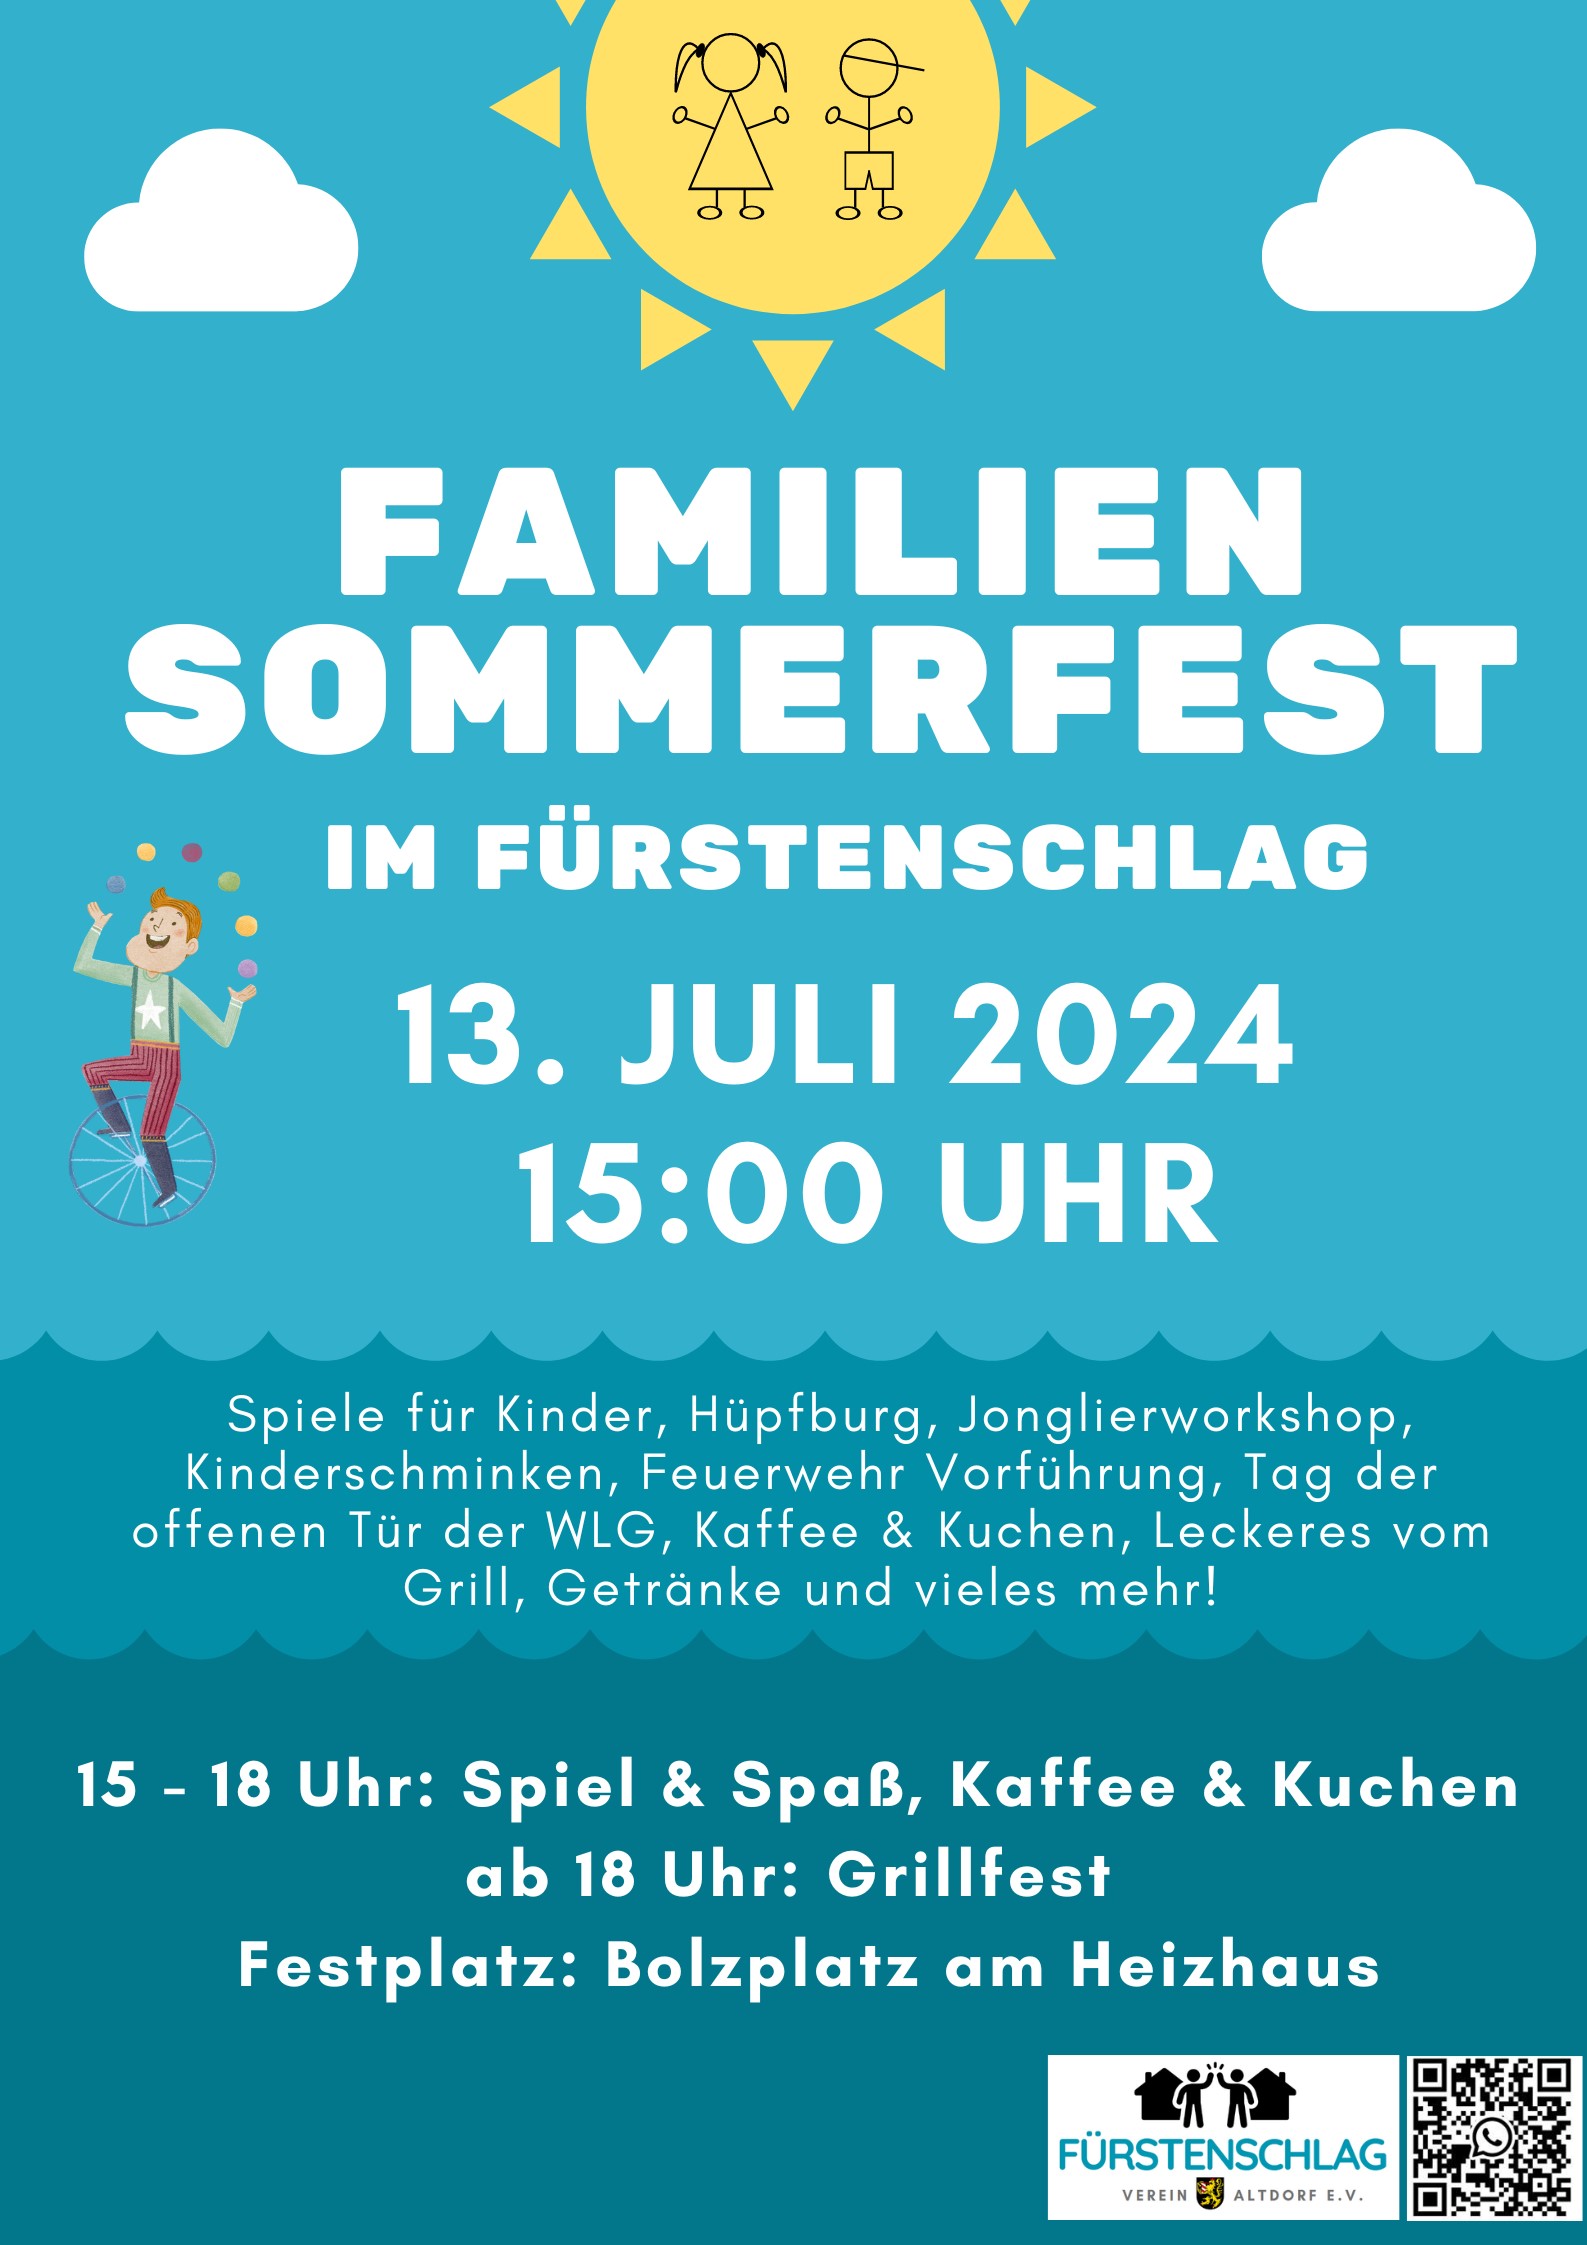 FAMILIEN
SOMMERFEST
IM FÜRSTENSCHLAG
13. JULI 2024
15:00 UHR
Spiele für Kinder, Hüpfburg, Jonglierworkshop,
Kinderschminken, Feuerwehr Vorführung, Tag der
offenen Tür der WLG, Kaffee & Kuchen, Leckeres vom
Grill, Getränke und vieles mehr!
15 - 18 Uhr: Spiel & Spaß, Kaffee & Kuchen
ab 18 Uhr: Grillfest
Festplatz: Bolzplatz am Heizhaus
FÜRSTENSCHLAG
VEREIN ALTDORF E.V.